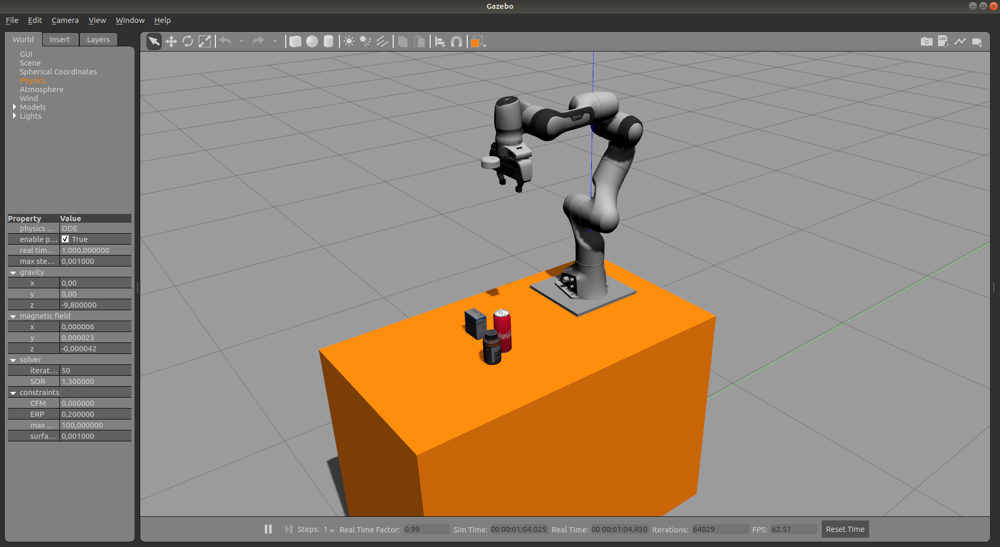 Gazebo
File Edit Camera View Window Help
World Insert Layers
GUI
Scene
Spherical Coordinates
Physics
Atmosphere
Wind
Models
Lights
Property Value
physics ... ODE
enable p... True
real tim... 1.000,000000
max ste... 0,001000
gravity
x 0,00
y 0,00
z -9,800000
magnetic field
x 0,000006
y 0,000023
z -0,000042
solver
iterat... 50
SOR 1,300000
constraints
CFM 0,000000
ERP 0,200000
max ... 100,000000
surfa... 0,001000
LOG
FRANKA
Coca-Cola
Steps: 1 Real Time Factor: 0.99 Sim Time: 00 00:01:04.029 Real Time: 00 00:01:04.450 Iterations: 64029 FPS: 62.51 Reset Time